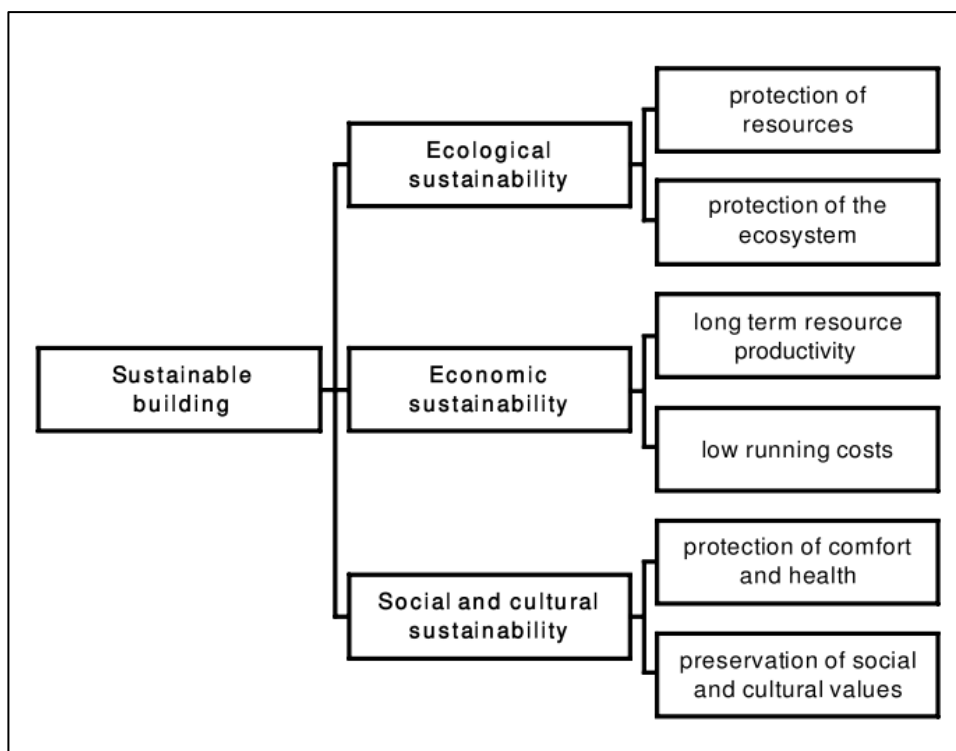 Sustainable
building
Ecological
sustainability
protection of
resources
protection of the
ecosystem
Economic
sustainability
long term resource
productivity
low running costs
Social and cultural
sustainability
protection of comfort
and health
preservation of social
and cultural values